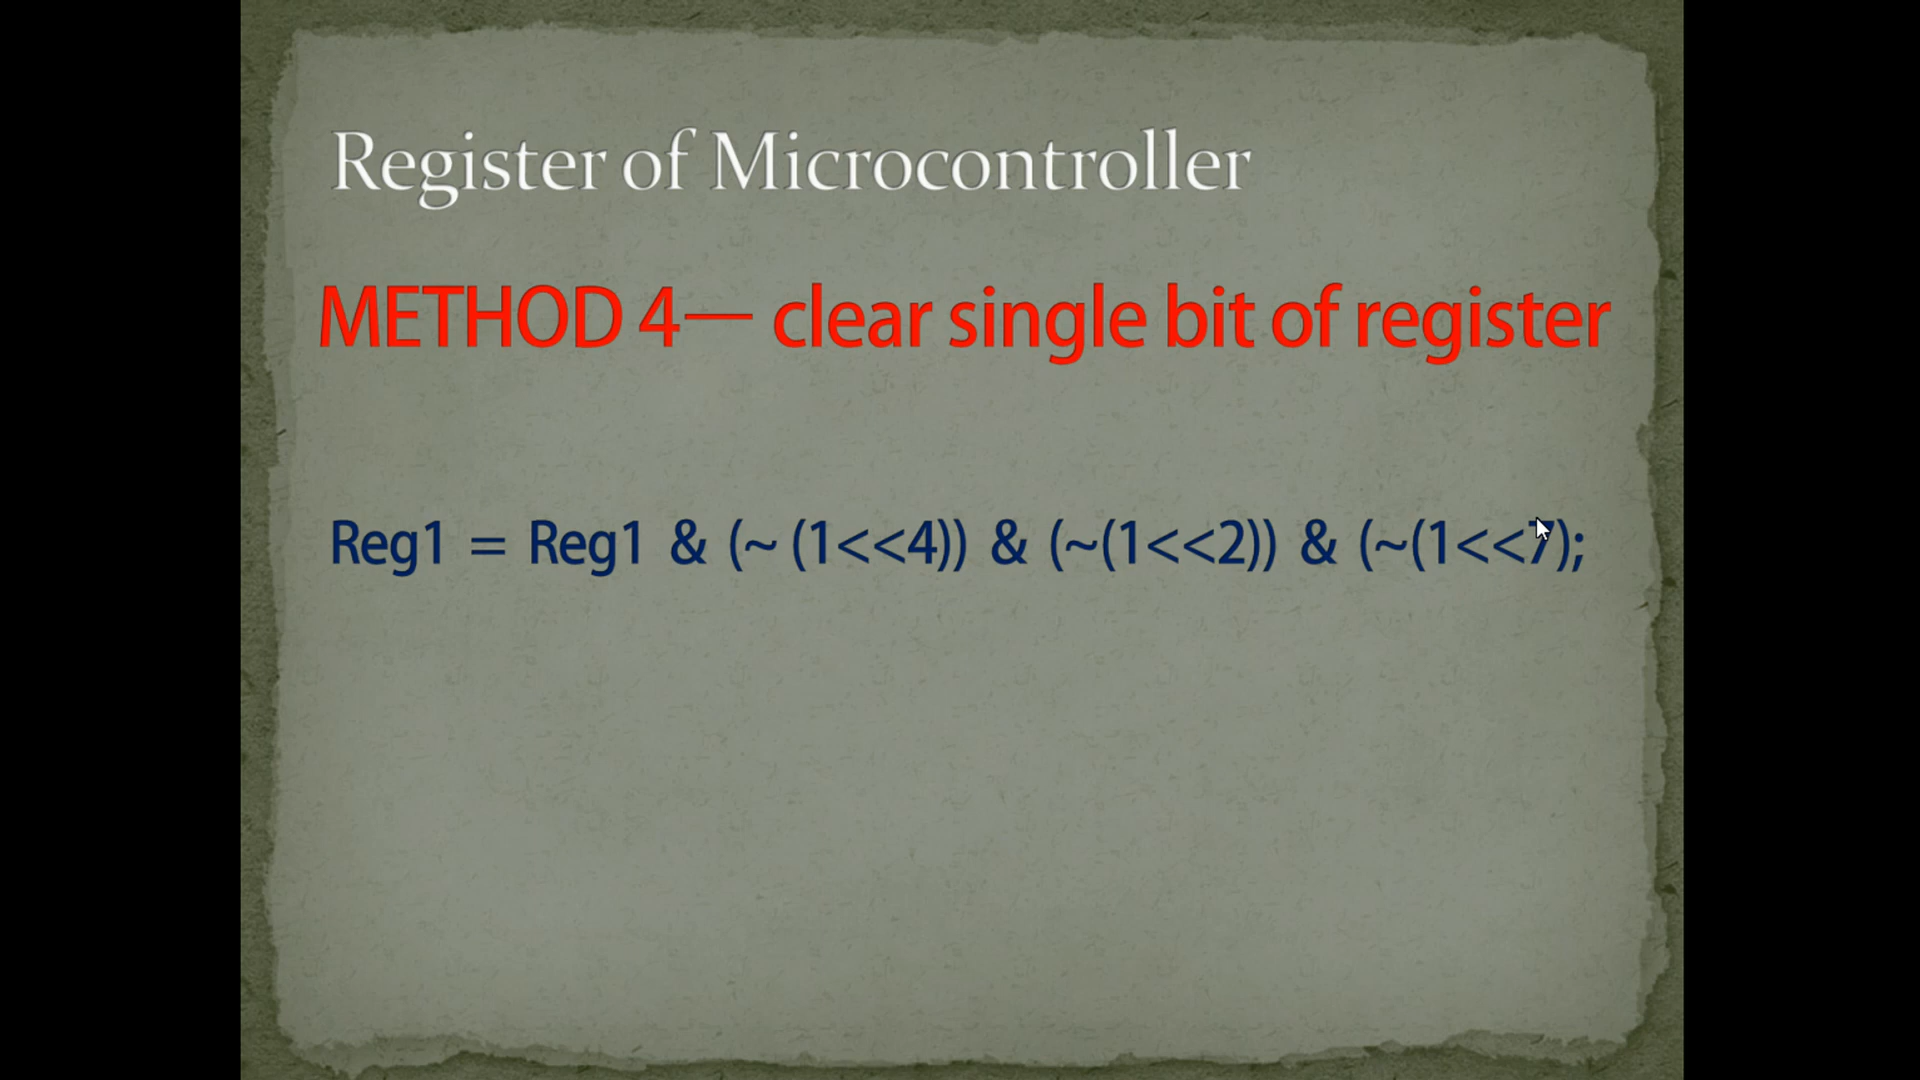 Register of Microcontroller
METHOD 4— clear single bit of register
Reg1 = Reg1 & (~ (1<<4)) & (~(1<<2)) & (~(1<<7);